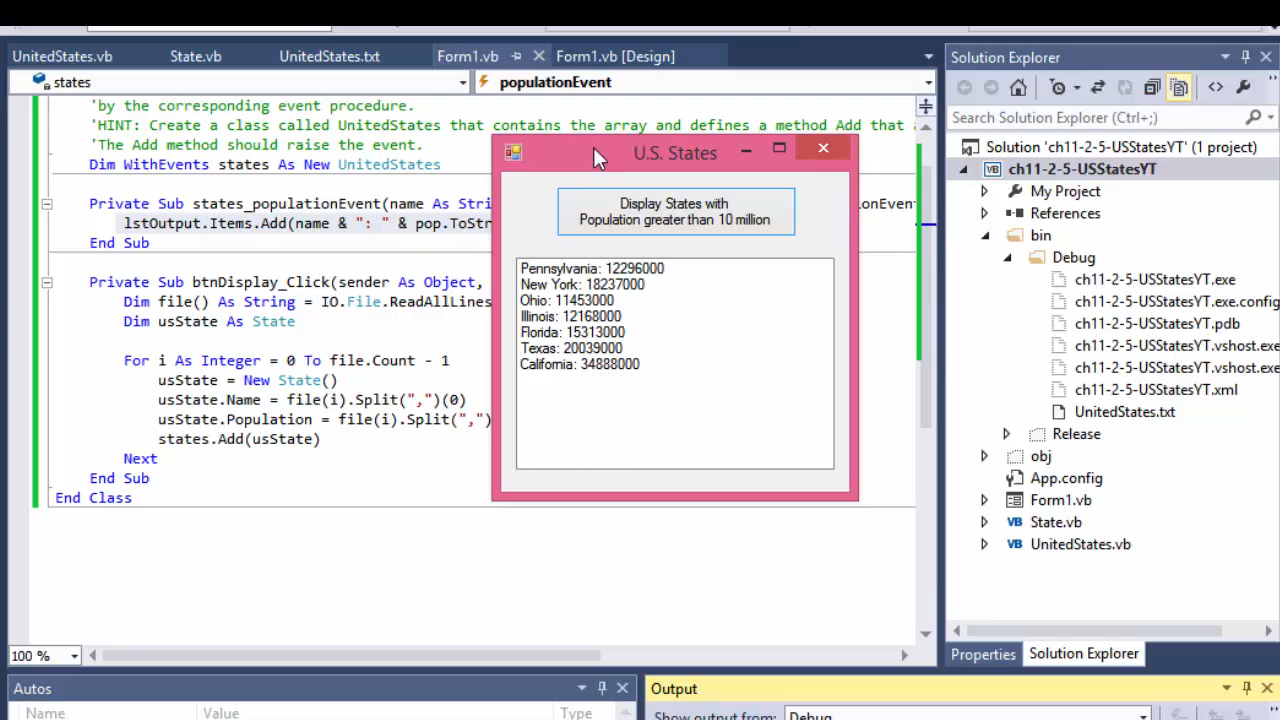 UnitedStates.vb State.vb UnitedStates.txt Form1.vb Form1.vb [Design]
states populationEvent
'by the corresponding event procedure.
'HINT: Create a class called UnitedStates that contains the array and defines a method Add that a
'The Add method should raise the event.
Dim WithEvents states As New UnitedStates
Private Sub states_populationEvent(name As Stri
ionEvent
lstOutput.Items.Add(name & ": " & pop.ToStr
End Sub
Private Sub btnDisplay_Click(sender As Object,
Dim file() As String = IO.File.ReadAllLines
Dim usState As State
For i As Integer = 0 To file.Count - 1
usState = New State()
usState.Name = file(i).Split(",")(0)
usState.Population = file(i).Split(",")
states.Add(usState)
Next
End Sub
End Class
100 %
U.S. States
Display States with
Population greater than 10 million
Pennsylvania: 12296000
New York: 18237000
Ohio: 11453000
Illinois: 12168000
Florida: 15313000
Texas: 20039000
California: 34888000
Solution Explorer
Search Solution Explorer (Ctrl+;)
Solution 'ch11-2-5-USStatesYT' (1 project)
ch11-2-5-USStatesYT
My Project
References
bin
Debug
ch11-2-5-USStatesYT.exe
ch11-2-5-USStatesYT.exe.config
ch11-2-5-USStatesYT.pdb
ch11-2-5-USStatesYT.vshost.exe
ch11-2-5-USStatesYT.vshost.exe
ch11-2-5-USStatesYT.xml
UnitedStates.txt
Release
obj
App.config
Form1.vb
VB State.vb
VB UnitedStates.vb
Properties Solution Explorer
Autos
Name Value Type
Output
Show output from: Debug